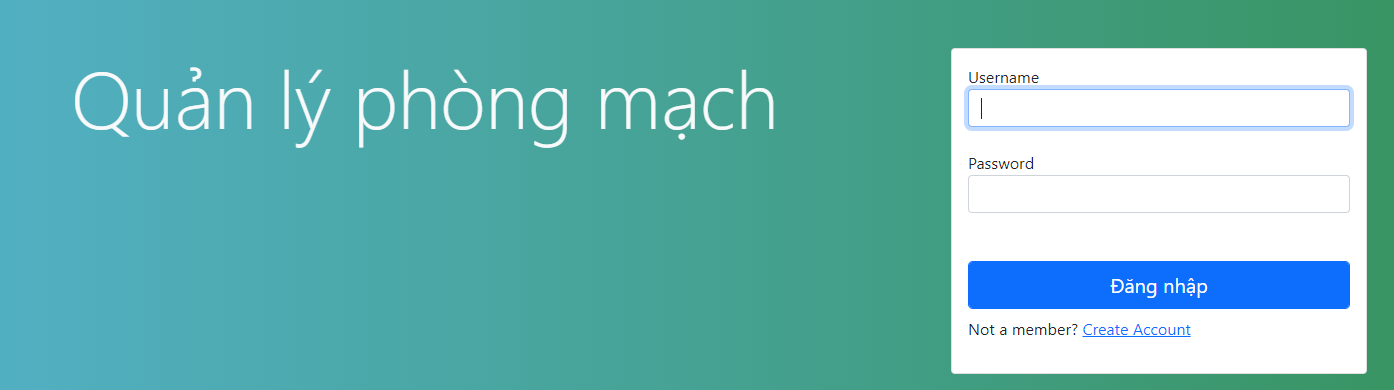 Quản lý phòng mạch
Username
Password
Đăng nhập
Not a member? Create Account